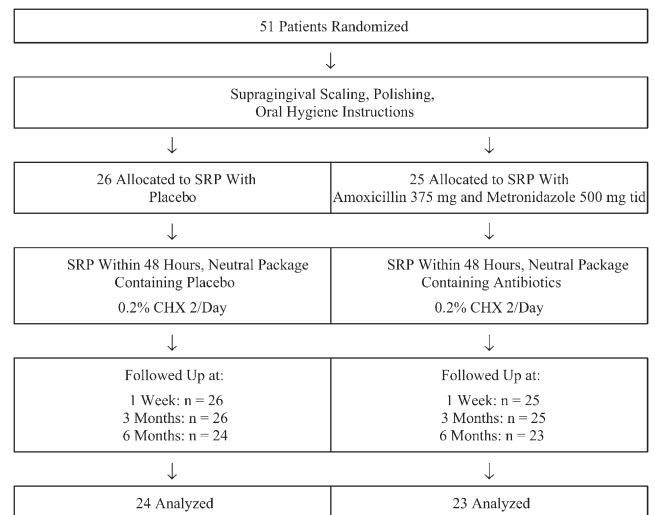 51 Patients Randomized
↓
Supragingival Scaling, Polishing,
Oral Hygiene Instructions
↓ ↓
26 Allocated to SRP With
Placebo
25 Allocated to SRP With
Amoxicillin 375 mg and Metronidazole 500 mg tid
↓ ↓
SRP Within 48 Hours, Neutral Package
Containing Placebo
0.2% CHX 2/Day
SRP Within 48 Hours, Neutral Package
Containing Antibiotics
0.2% CHX 2/Day
↓ ↓
Followed Up at:
1 Week: n = 26
3 Months: n = 26
6 Months: n = 24
Followed Up at:
1 Week: n = 25
3 Months: n = 25
6 Months: n = 23
↓ ↓
24 Analyzed
23 Analyzed